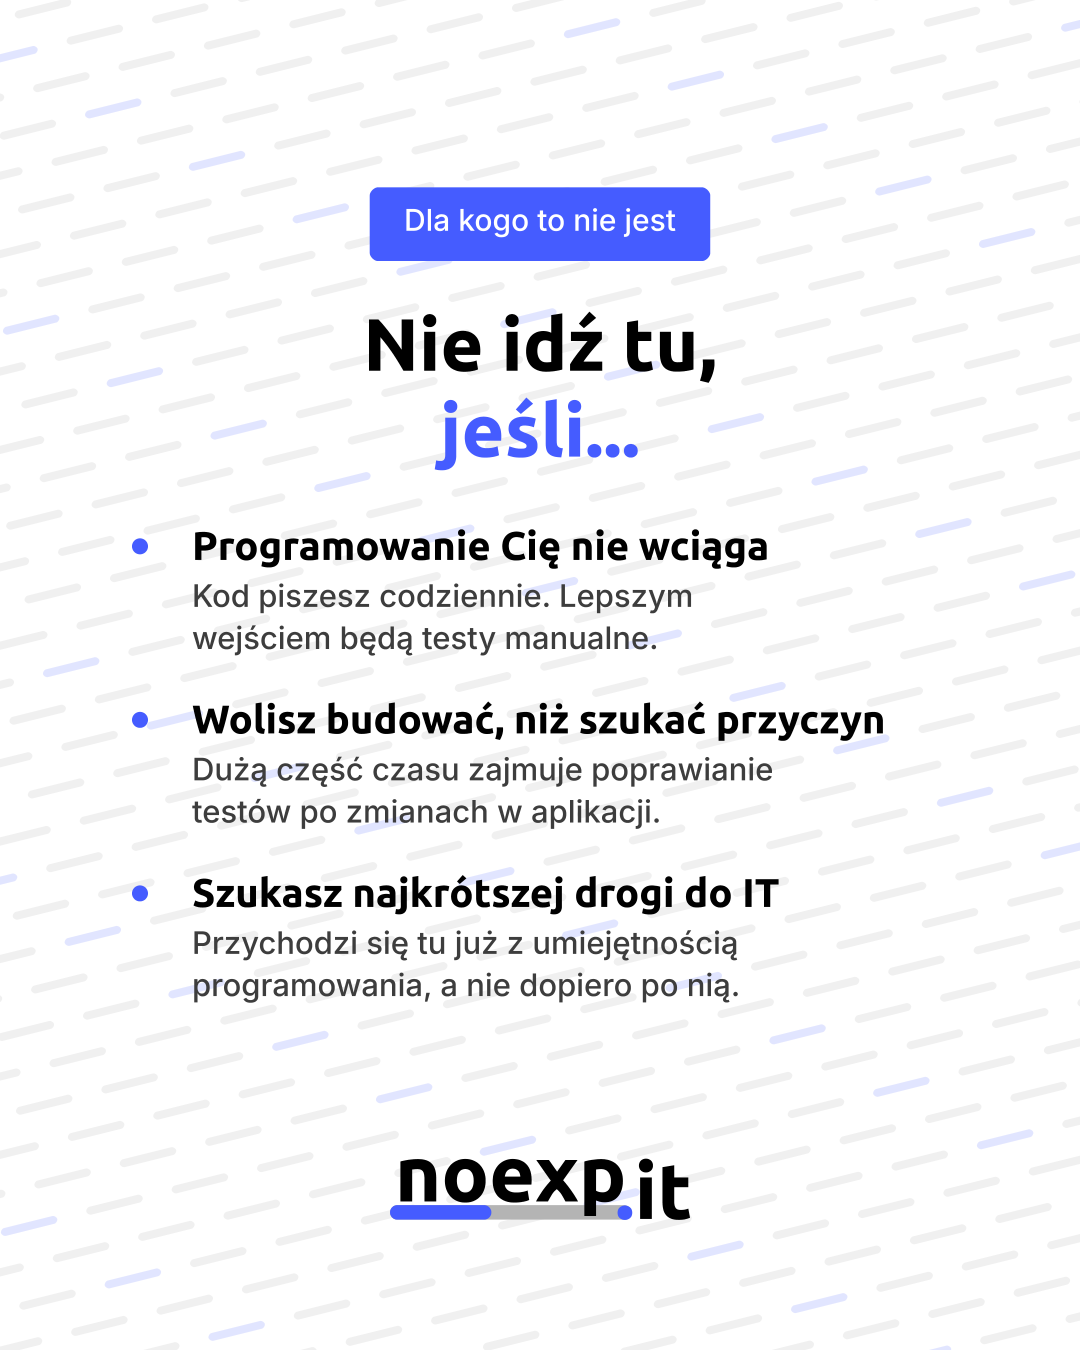 Dla kogo to nie jest
Nie idź tu,
jeśli...
Programowanie Cię nie wciąga
Kod piszesz codziennie. Lepszym
wejściem będą testy manualne.
Wolisz budować, niż szukać przyczyn
Dużą część czasu zajmuje poprawianie
testów po zmianach w aplikacji.
Szukasz najkrótszej drogi do IT
Przychodzi się tu już z umiejętnością
programowania, a nie dopiero po nią.
noexp.it